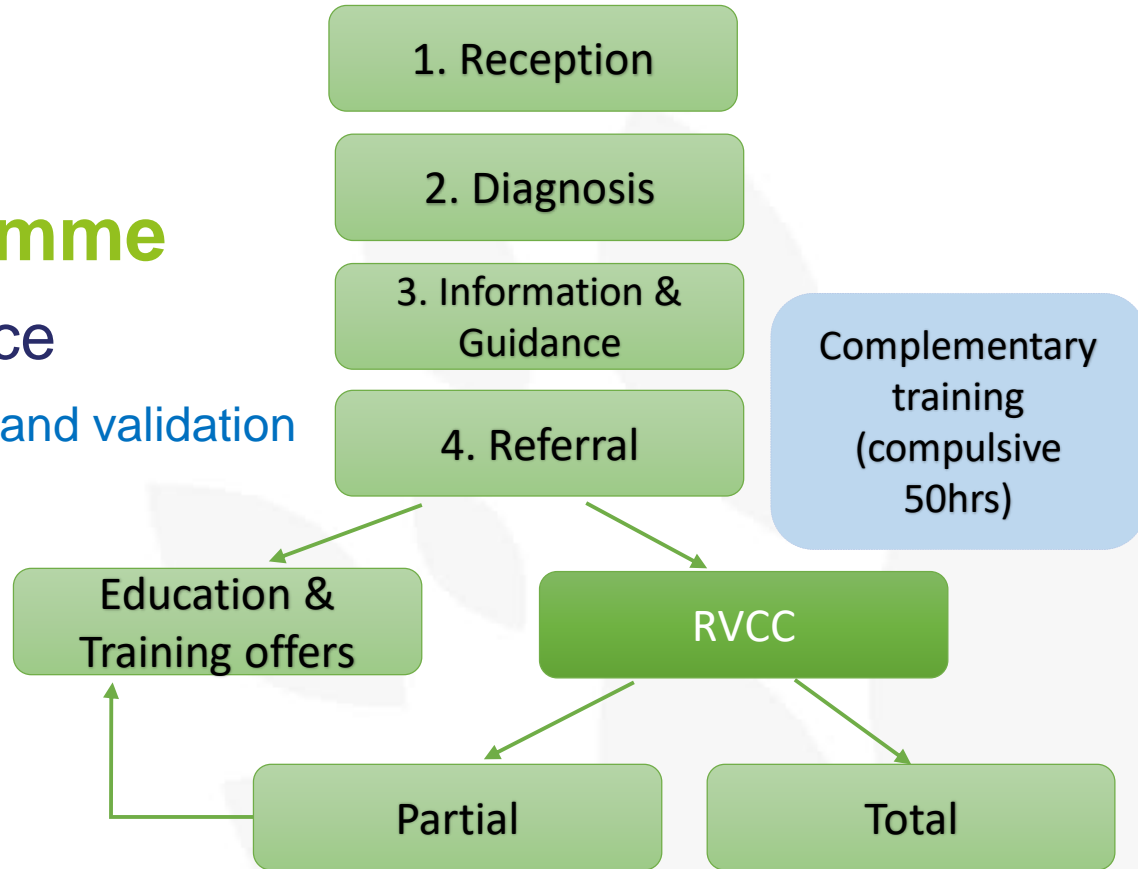 1. Reception
2. Diagnosis
mme
3. Information &
Guidance
ce
and validation
4. Referral
Complementary
training
(compulsive
50hrs)
Education &
Training offers
RVCC
Partial
Total